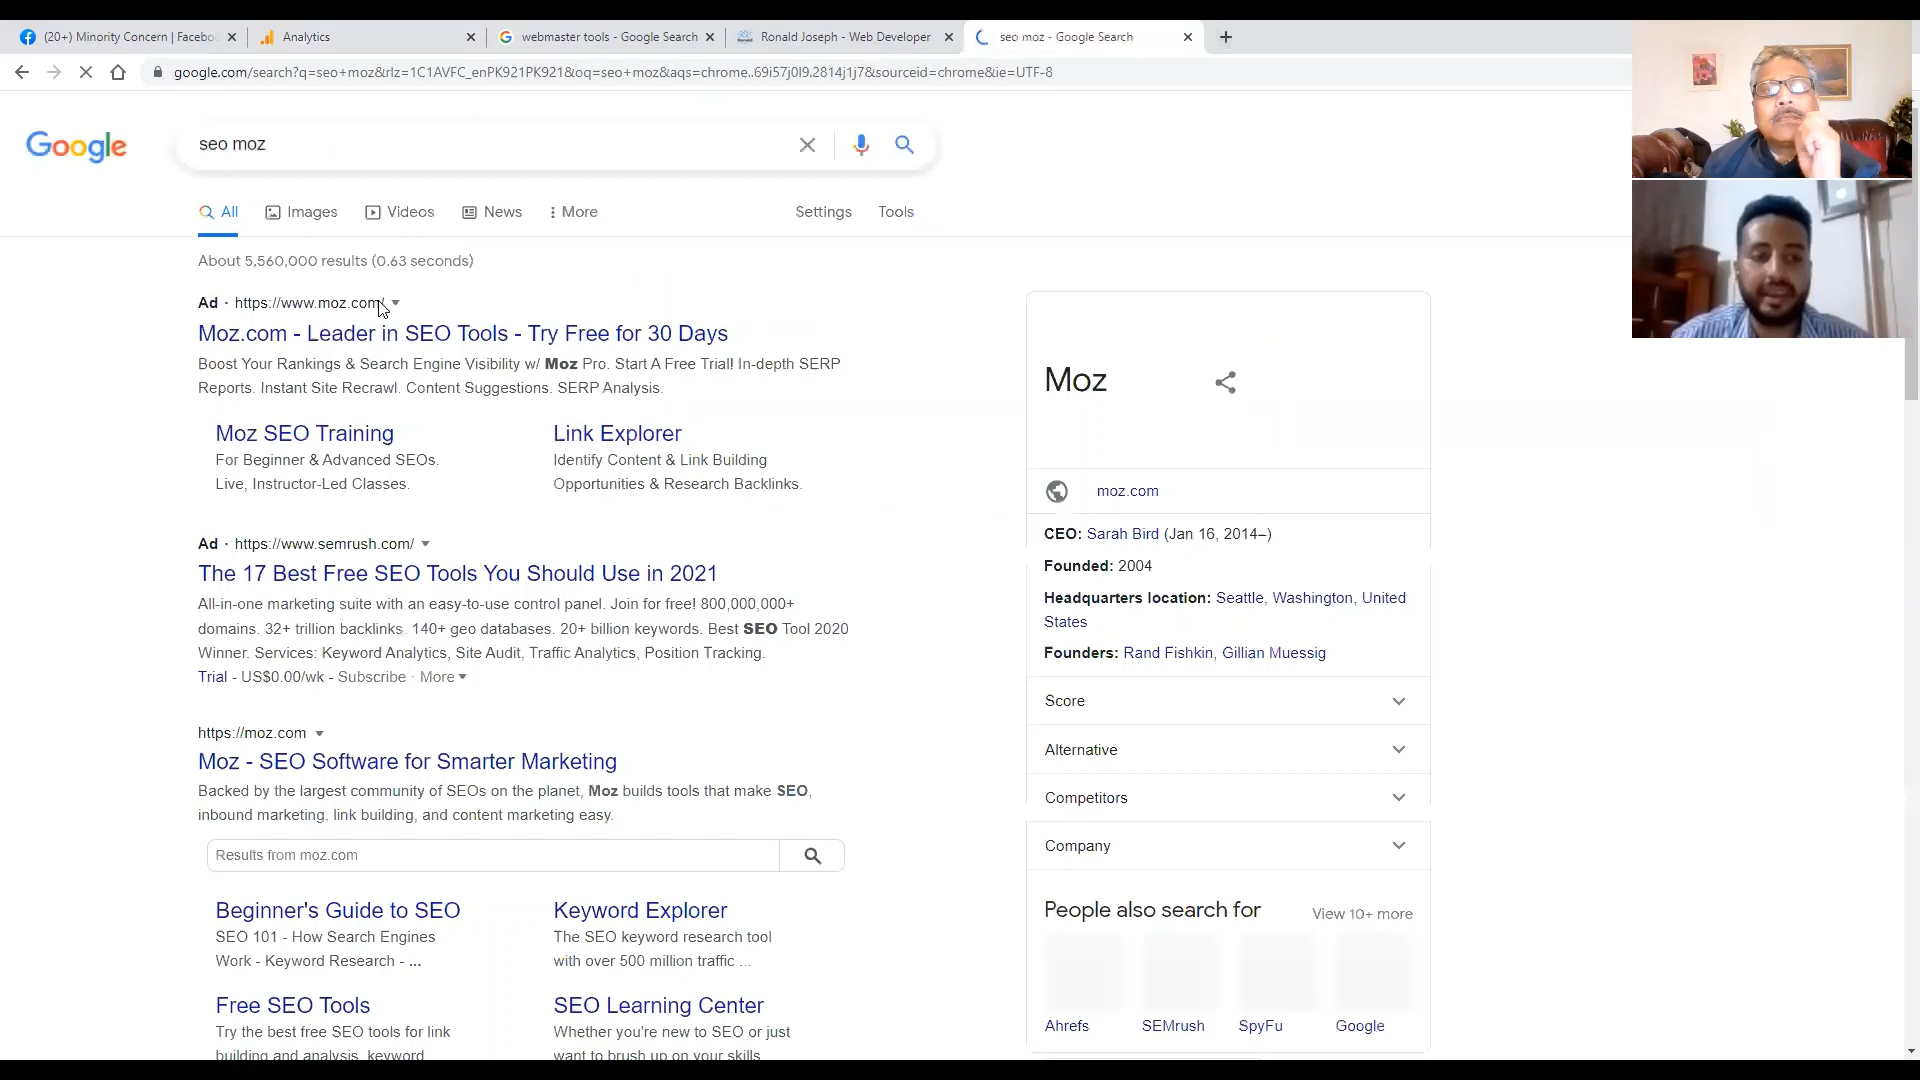 (20+) Minority Concern | Facebo
Analytics
webmaster tools - Google Search
Ronald Joseph - Web Developer
seo moz - Google Search
google.com/search?q=seo+moz&rlz=1C1AVFC_enPK921PK921&oq=seo+moz&aqs=chrome..69i57j0l9.2814j1j7&sourceid=chrome&ie=UTF-8
Google
seo moz
All
Images
Videos
News
More
Settings
Tools
About 5,560,000 results (0.63 seconds)
Ad · https://www.moz.com/
Moz.com - Leader in SEO Tools - Try Free for 30 Days
Boost Your Rankings & Search Engine Visibility w/ Moz Pro. Start A Free Trial! In-depth SERP
Reports. Instant Site Recrawl. Content Suggestions. SERP Analysis.
Moz SEO Training
For Beginner & Advanced SEOs.
Live, Instructor-Led Classes.
Link Explorer
Identify Content & Link Building
Opportunities & Research Backlinks.
Ad · https://www.semrush.com/
The 17 Best Free SEO Tools You Should Use in 2021
All-in-one marketing suite with an easy-to-use control panel. Join for free! 800,000,000+
domains. 32+ trillion backlinks. 140+ geo databases. 20+ billion keywords. Best SEO Tool 2020
Winner. Services: Keyword Analytics, Site Audit, Traffic Analytics, Position Tracking.
Trial - US$0.00/wk - Subscribe · More
https://moz.com
Moz - SEO Software for Smarter Marketing
Backed by the largest community of SEOs on the planet, Moz builds tools that make SEO,
inbound marketing, link building, and content marketing easy.
Results from moz.com
Beginner's Guide to SEO
SEO 101 - How Search Engines
Work - Keyword Research - ...
Keyword Explorer
The SEO keyword research tool
with over 500 million traffic ...
Free SEO Tools
Try the best free SEO tools for link
building and analysis, keyword
SEO Learning Center
Whether you're new to SEO or just
want to brush up on your skills
Moz
moz.com
CEO: Sarah Bird (Jan 16, 2014–)
Founded: 2004
Headquarters location: Seattle, Washington, United
States
Founders: Rand Fishkin, Gillian Muessig
Score
Alternative
Competitors
Company
People also search for
View 10+ more
Ahrefs
SEMrush
SpyFu
Google